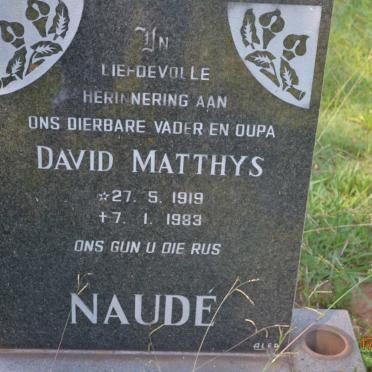 In
LIEFDEVOLLE
HERINNERING AAN
ONS DIERBARE VADER EN OUPA
DAVID MATTHYS
☆ 27. 5. 1919
✝ 7. 1. 1983
ONS GUN U DIE RUS
NAUDÉ